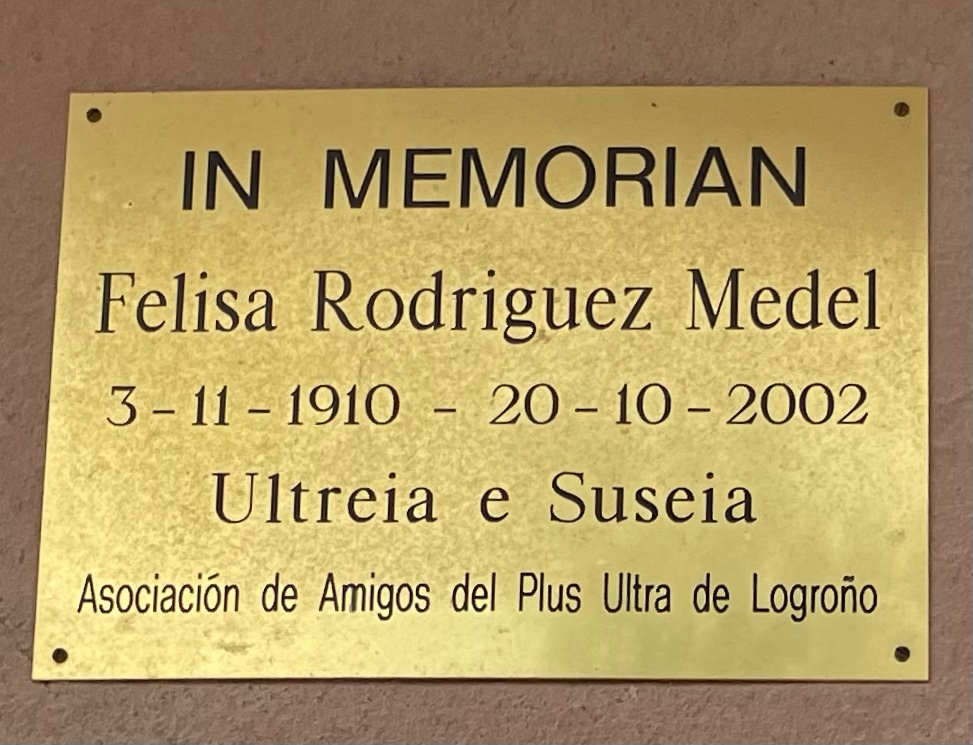 IN MEMORIAN
Felisa Rodriguez Medel
3-11-1910 - 20-10-2002
Ultreia e Suseia
Asociación de Amigos del Plus Ultra de Logroño